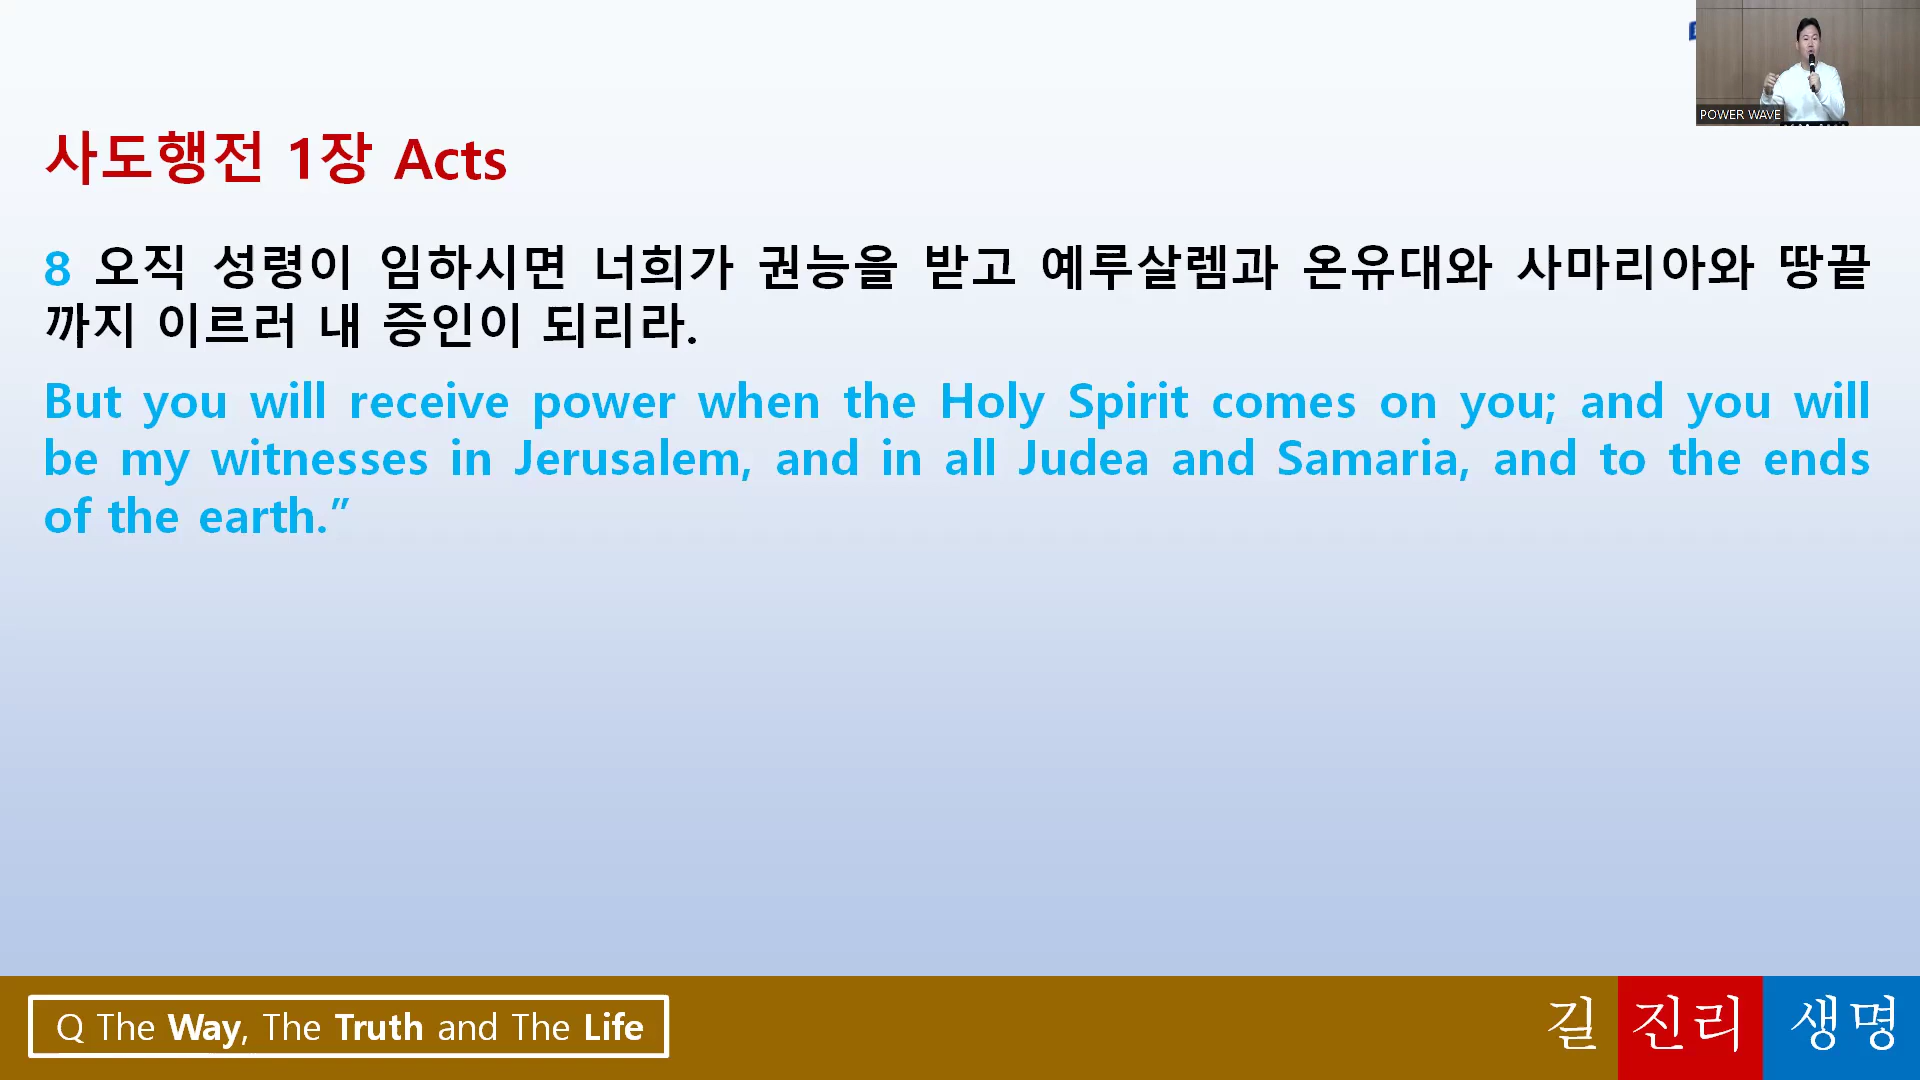 POWER WAVE
사도행전 1장 Acts
8 오직 성령이 임하시면 너희가 권능을 받고 예루살렘과 온유대와 사마리아와 땅끝
까지 이르러 내 증인이 되리라.
But you will receive power when the Holy Spirit comes on you; and you will
be my witnesses in Jerusalem, and in all Judea and Samaria, and to the ends
of the earth.”
Q The Way, The Truth and The Life
길 진리 생명